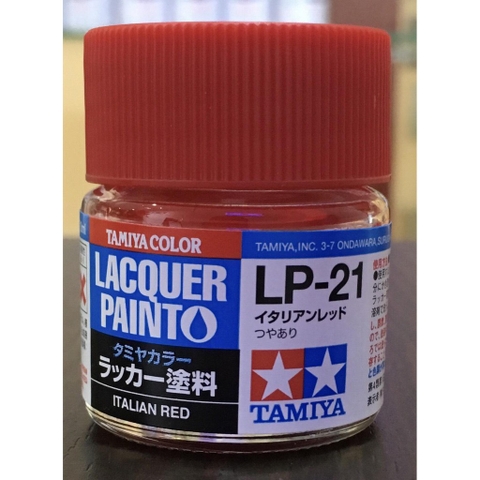 TAMIYA COLOR
LACQUER
PAINT
タミヤカラー
ラッカー塗料
ITALIAN RED
TAMIYA, INC. 3-7 ONDAWARA,
LP-21
イタリアンレッド
つやあり
TAMIYA